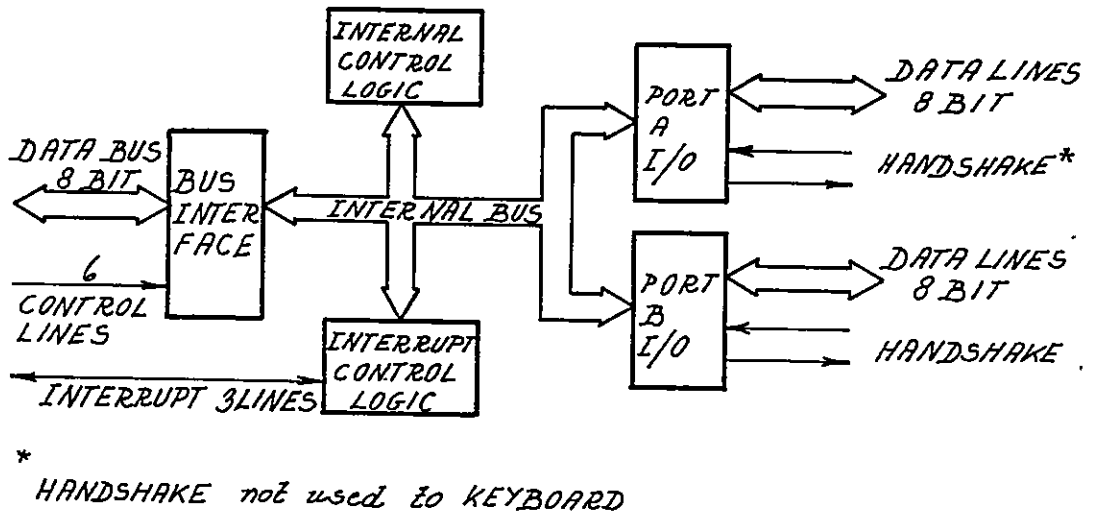 INTERNAL
CONTROL
LOGIC
DATA BUS
8 BIT
BUS
INTER
FACE
6
CONTROL
LINES
INTERNAL BUS
INTERRUPT
CONTROL
LOGIC
INTERRUPT 3LINES
PORT
A
I/O
DATA LINES
8 BIT
HANDSHAKE*
PORT
B
I/O
DATA LINES
8 BIT
HANDSHAKE
*
HANDSHAKE not used to KEYBOARD